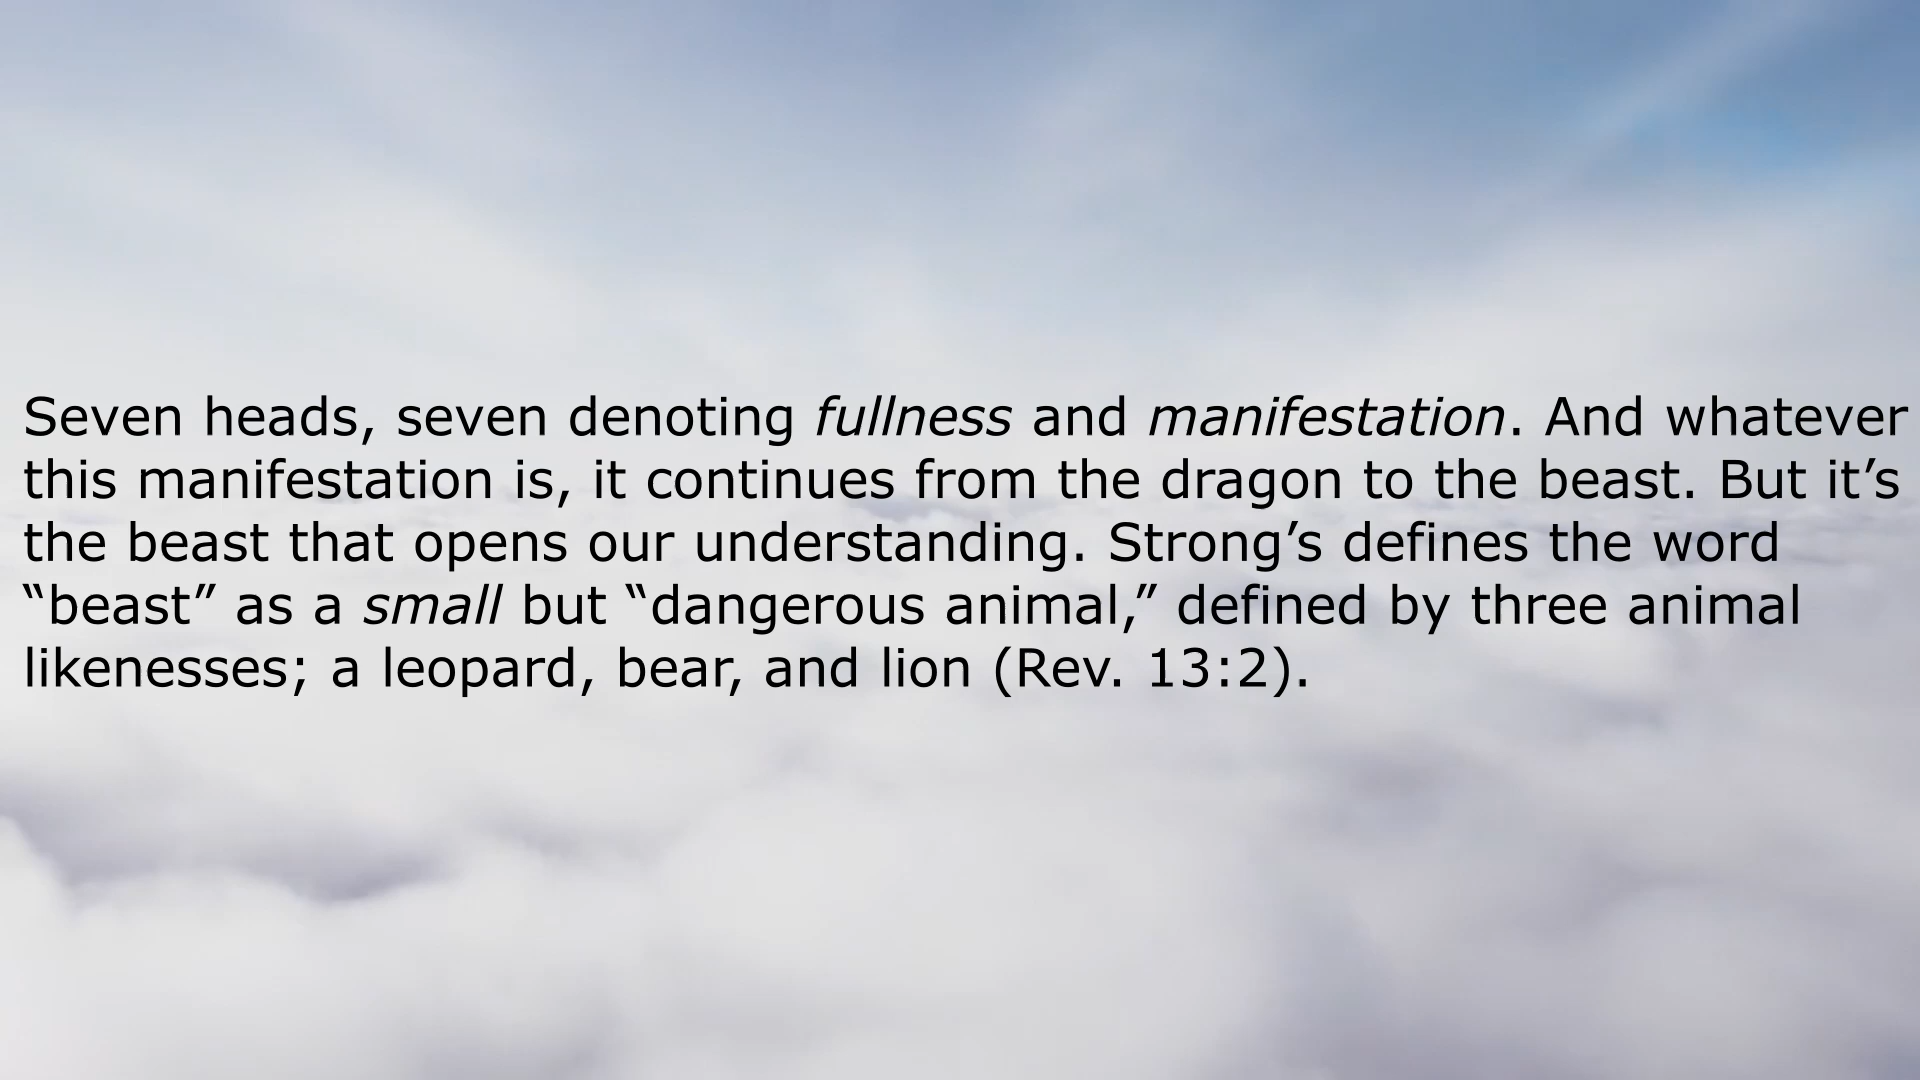 Seven heads, seven denoting fullness and manifestation. And whatever
this manifestation is, it continues from the dragon to the beast. But it’s
the beast that opens our understanding. Strong’s defines the word
“beast” as a small but “dangerous animal,” defined by three animal
likenesses; a leopard, bear, and lion (Rev. 13:2).